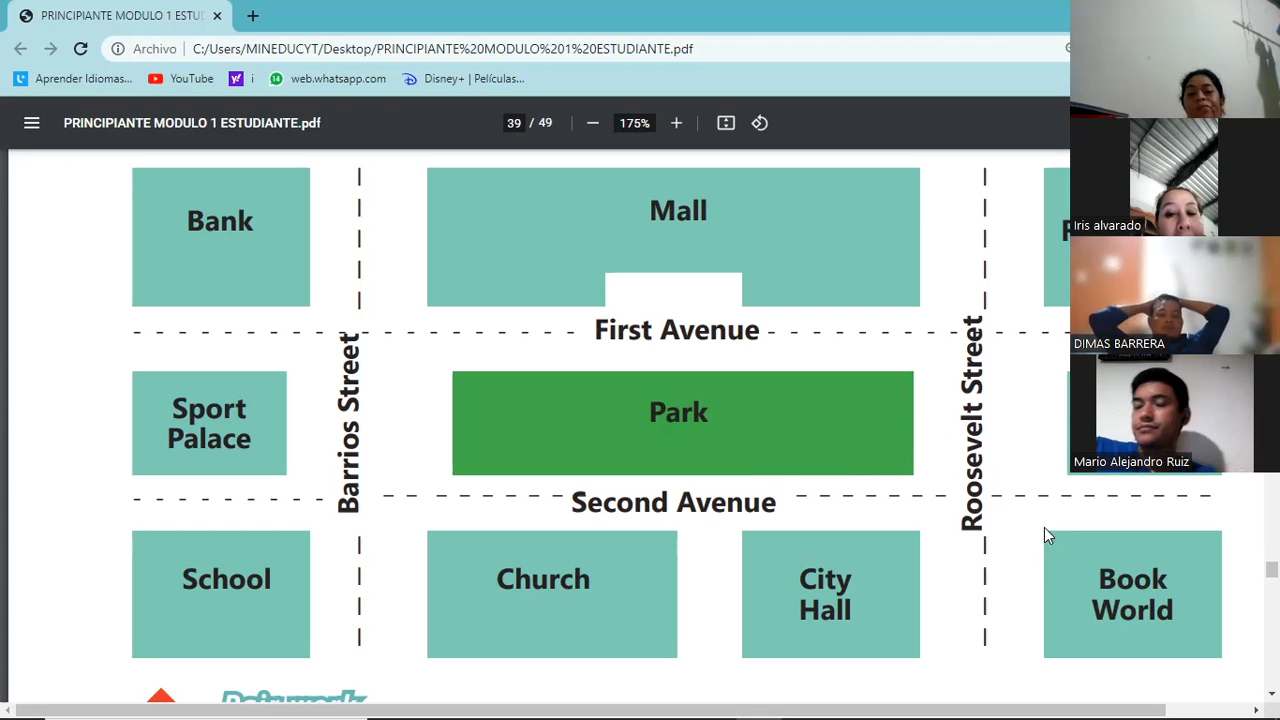 PRINCIPIANTE MODULO 1 ESTU
Archivo C:/Users/MINEDUCYT/Desktop/PRINCIPIANTE%20MODULO%201%20ESTUDIANTE.pdf
Aprender Idiomas... YouTube i web.whatsapp.com Disney+ | Películas...
PRINCIPIANTE MODULO 1 ESTUDIANTE.pdf 39 / 49 175%
Bank
Mall
First Avenue
Barrios Street
Roosevelt Street
Sport
Palace
Park
Second Avenue
School
Church
City
Hall
Book
World
Pairwork
Iris alvarado
DIMAS BARRERA
Mario Alejandro Ruiz